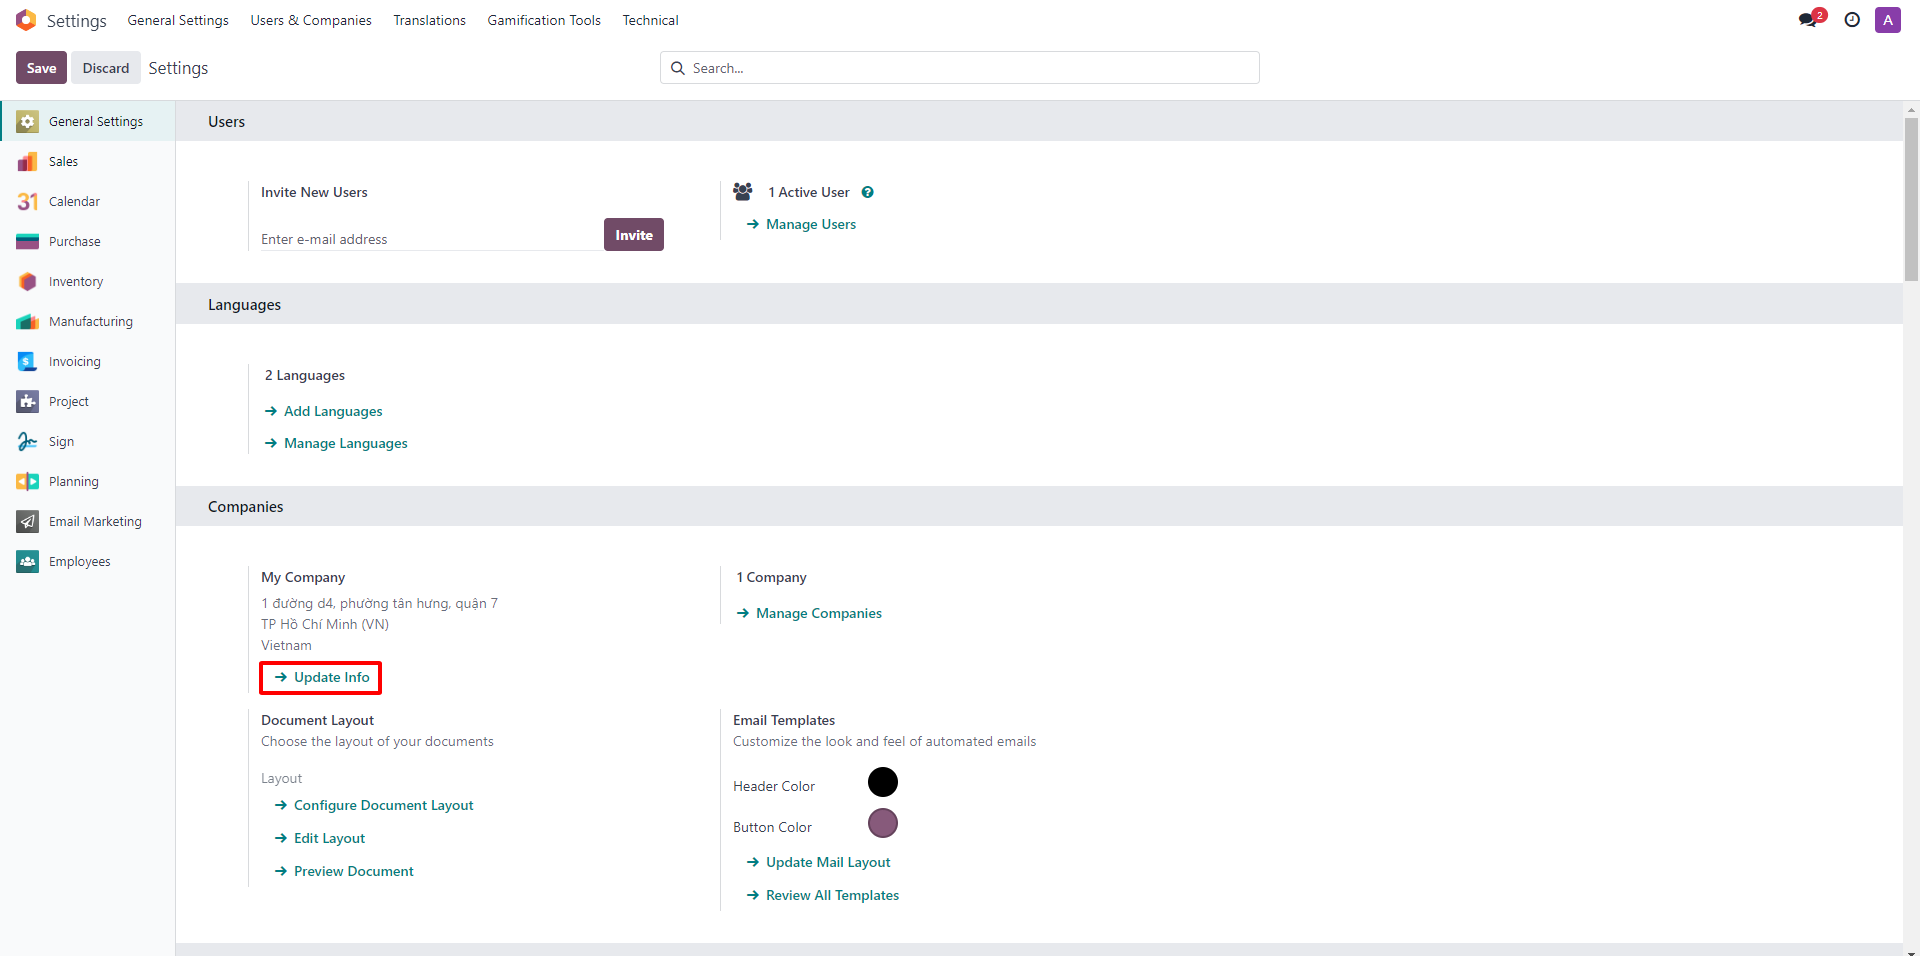 Settings General Settings Users & Companies Translations Gamification Tools Technical 2 A
Save Discard Settings Search...
General Settings
Sales
31 Calendar
Purchase
Inventory
Manufacturing
$ Invoicing
Project
Sign
Planning
Email Marketing
Employees
Users
Invite New Users
Enter e-mail address Invite
1 Active User ?
Manage Users
Languages
2 Languages
Add Languages
Manage Languages
Companies
My Company
1 đường d4, phường tân hưng, quận 7
TP Hồ Chí Minh (VN)
Vietnam
Update Info
1 Company
Manage Companies
Document Layout
Choose the layout of your documents
Layout
Configure Document Layout
Edit Layout
Preview Document
Email Templates
Customize the look and feel of automated emails
Header Color
Button Color
Update Mail Layout
Review All Templates